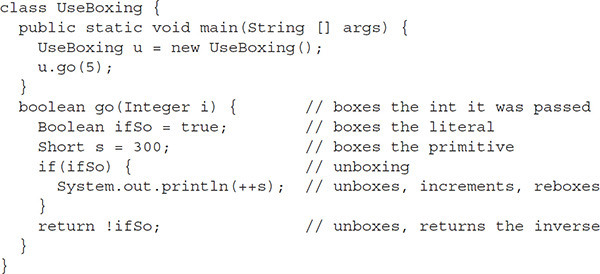 class UseBoxing {
  public static void main(String [] args) {
    UseBoxing u = new UseBoxing();
    u.go(5);
  }
  boolean go(Integer i) {        // boxes the int it was passed
    Boolean ifSo = true;         // boxes the literal
    Short s = 300;               // boxes the primitive
    if(ifSo) {                   // unboxing
      System.out.println(++s);   // unboxes, increments, reboxes
    }
    return !ifSo;                // unboxes, returns the inverse
  }
}